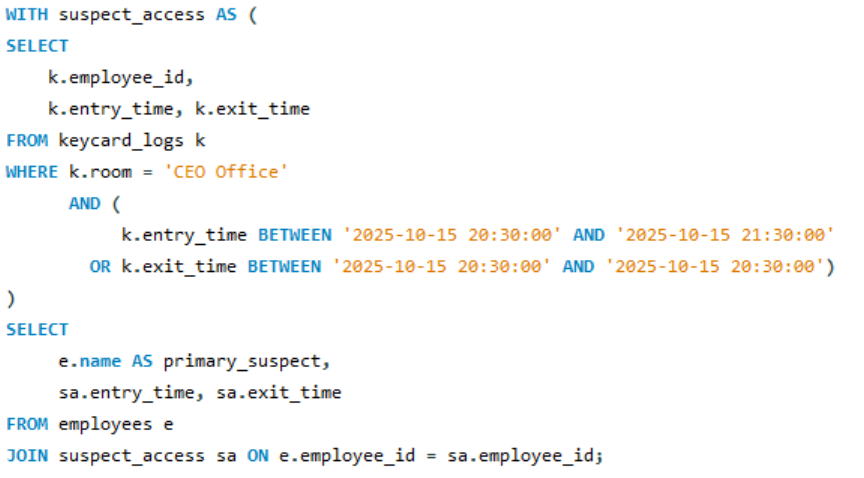 WITH suspect_access AS (
SELECT
    k.employee_id,
    k.entry_time, k.exit_time
FROM keycard_logs k
WHERE k.room = 'CEO Office'
      AND (
           k.entry_time BETWEEN '2025-10-15 20:30:00' AND '2025-10-15 21:30:00'
        OR k.exit_time BETWEEN '2025-10-15 20:30:00' AND '2025-10-15 20:30:00')
)
SELECT
     e.name AS primary_suspect,
     sa.entry_time, sa.exit_time
FROM employees e
JOIN suspect_access sa ON e.employee_id = sa.employee_id;